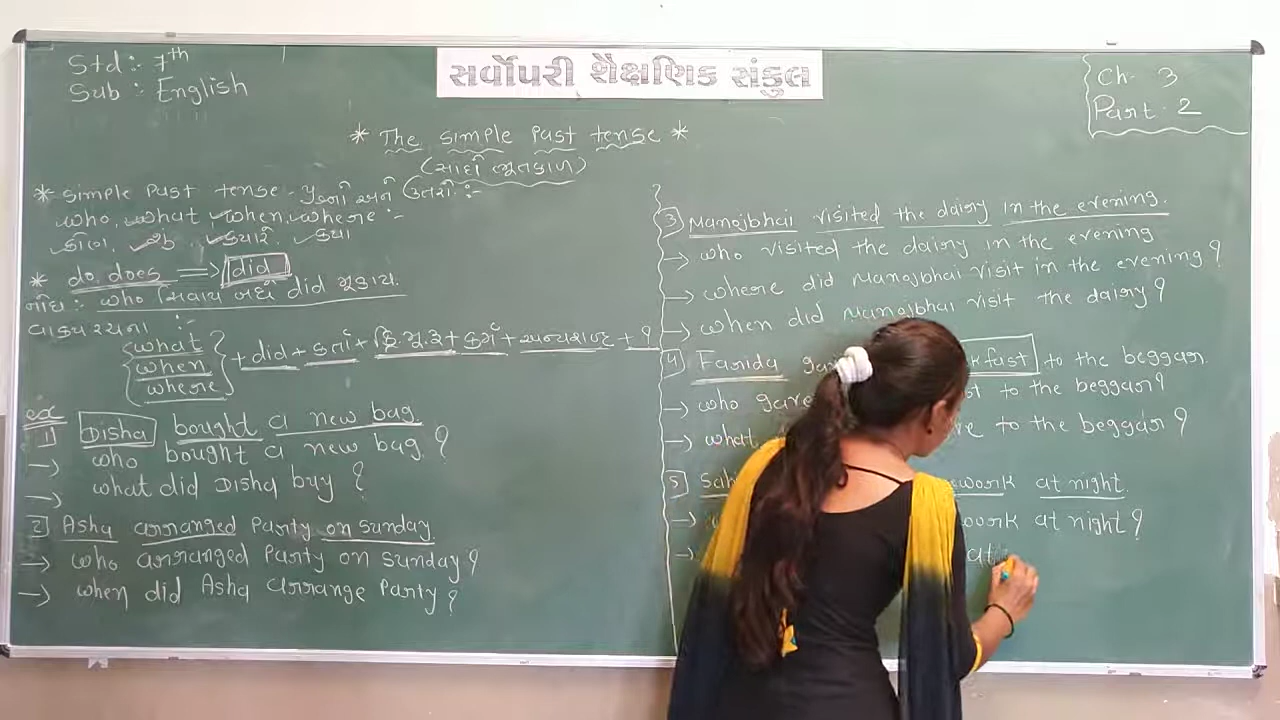 Std :- 7th
Sub :- English
સર્વોપરી શૈક્ષણિક સંકુલ
Ch - 3
Part - 2
* The simple Past tense *
(સાદો ભૂતકાળ)
* simple Past tense - પ્રશ્નો અને ઉત્તરો :-
who, what, when, where :-
કોણ, શું, ક્યારે, ક્યાં
* do, does ⟹ did
નોંધ : who સિવાય બધે did મૂકાય.
વાક્ય રચના :-
{ what
when
where } + did + કર્તા + ક્રિ.મૂ.રૂ + કર્મ + અન્યશબ્દ + ?
ex
1] Disha bought a new bag.
→ who bought a new bag ?
→ what did Disha buy ?
2] Asha arranged Party on sunday
→ who arranged Party on sunday ?
→ when did Asha arrange Party ?
3] Manojbhai visited the dairy in the evening.
→ who visited the dairy in the evening
→ where did Manojbhai visit in the evening ?
→ when did Manojbhai visit the dairy ?
4] Farida kfast to the beggar.
→ who gave to the beggar ?
→ what to the beggar ?
5] work at night.
→ work at night ?
→ at